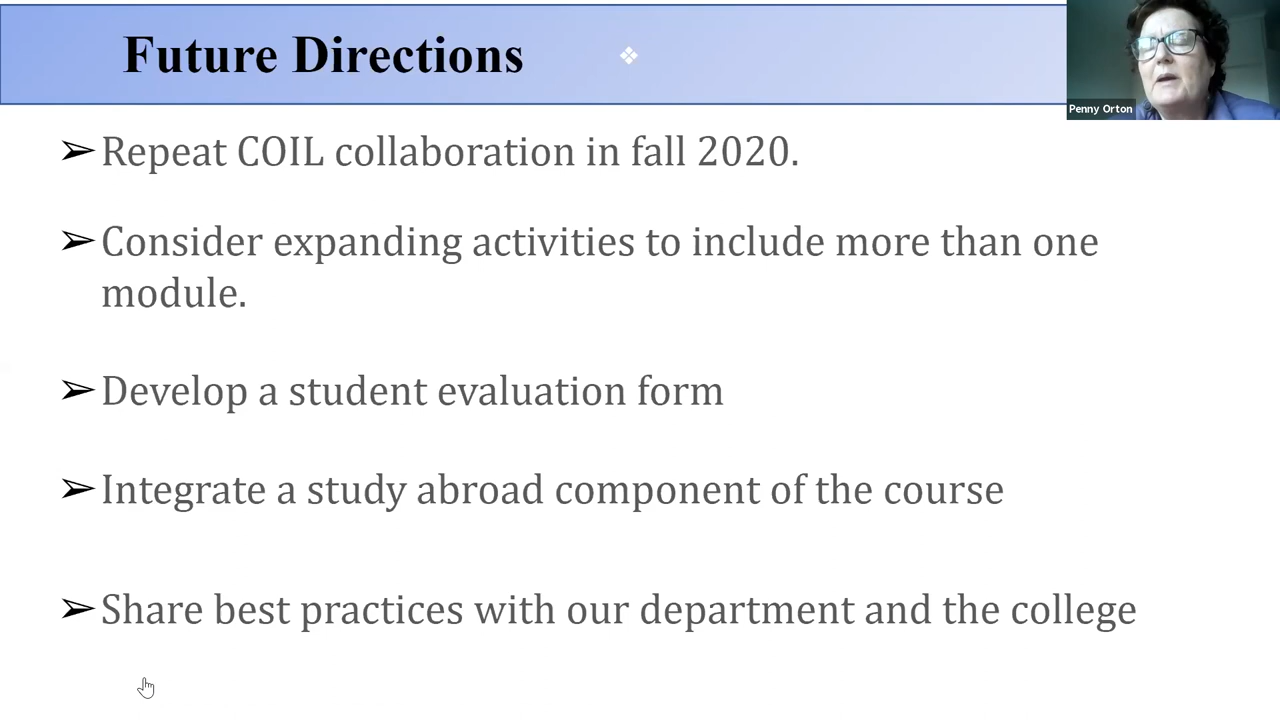 Future Directions
Penny Orton
➢Repeat COIL collaboration in fall 2020.
➢Consider expanding activities to include more than one
module.
➢Develop a student evaluation form
➢Integrate a study abroad component of the course
➢Share best practices with our department and the college